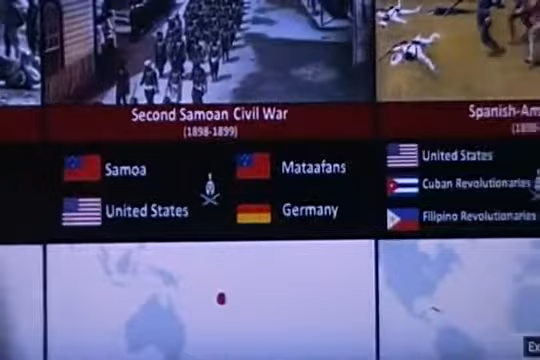 Second Samoan Civil War
(1898-1899)
Samoa
Mataafans
United States
Germany
Spanish-Am
United States
Cuban Revolutionaries
Filipino Revolutionaries
Ex